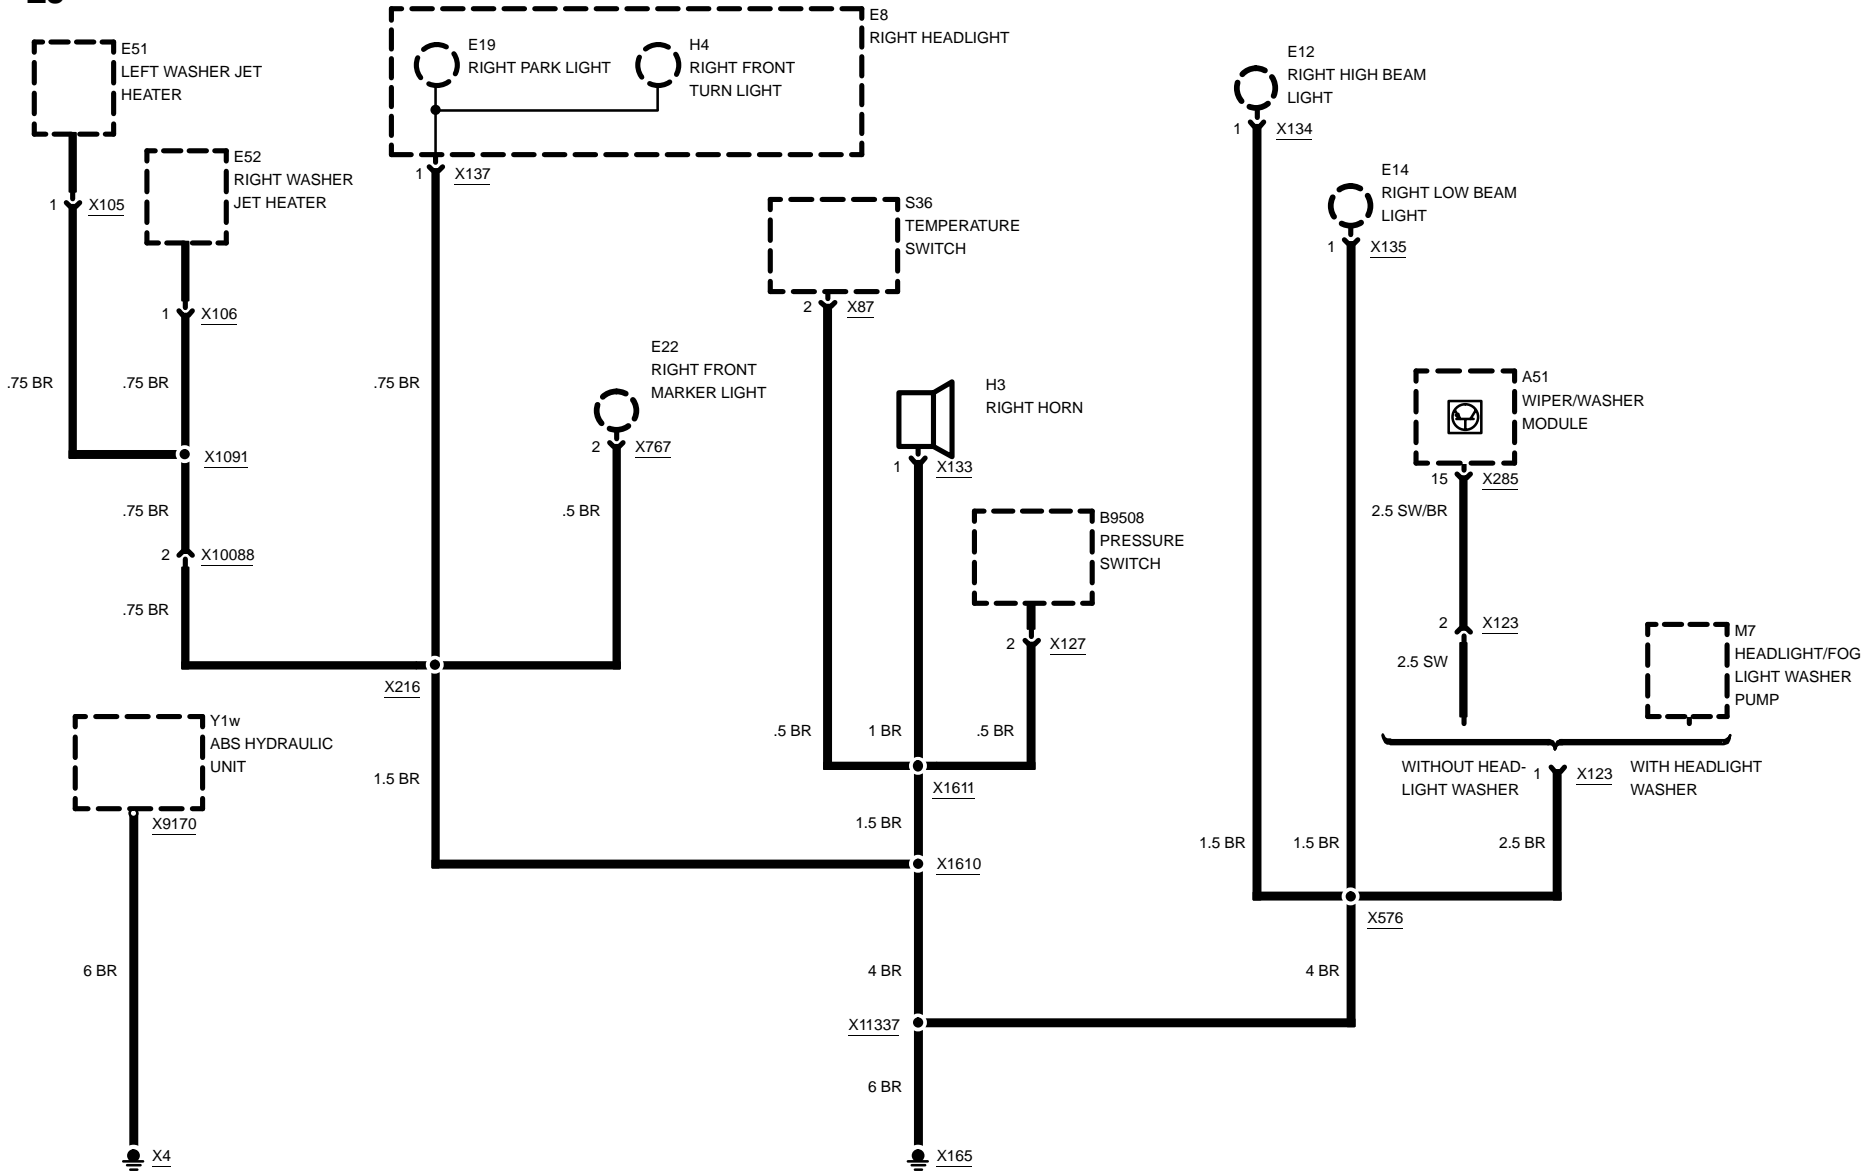 E51
LEFT WASHER JET
HEATER
E19
RIGHT PARK LIGHT
H4
RIGHT FRONT
TURN LIGHT
E8
RIGHT HEADLIGHT
E12
RIGHT HIGH BEAM
LIGHT
1 X134
E52
RIGHT WASHER
JET HEATER
1 X137
E14
RIGHT LOW BEAM
LIGHT
1 X105
S36
TEMPERATURE
SWITCH
1 X135
1 X106
2 X87
E22
RIGHT FRONT
MARKER LIGHT
.75 BR
.75 BR
.75 BR
H3
RIGHT HORN
A51
WIPER/WASHER
MODULE
X1091
2 X767
1 X133
15 X285
.75 BR
.5 BR
2.5 SW/BR
B9508
PRESSURE
SWITCH
2 X10088
.75 BR
2 X127
2 X123
2.5 SW
M7
HEADLIGHT/FOG
LIGHT WASHER
PUMP
X216
Y1w
ABS HYDRAULIC
UNIT
.5 BR
1 BR
.5 BR
1.5 BR
WITHOUT HEAD-
LIGHT WASHER
1 X123
WITH HEADLIGHT
WASHER
X1611
X9170
1.5 BR
1.5 BR
1.5 BR
2.5 BR
X1610
X576
6 BR
4 BR
4 BR
X11337
6 BR
X4
X165